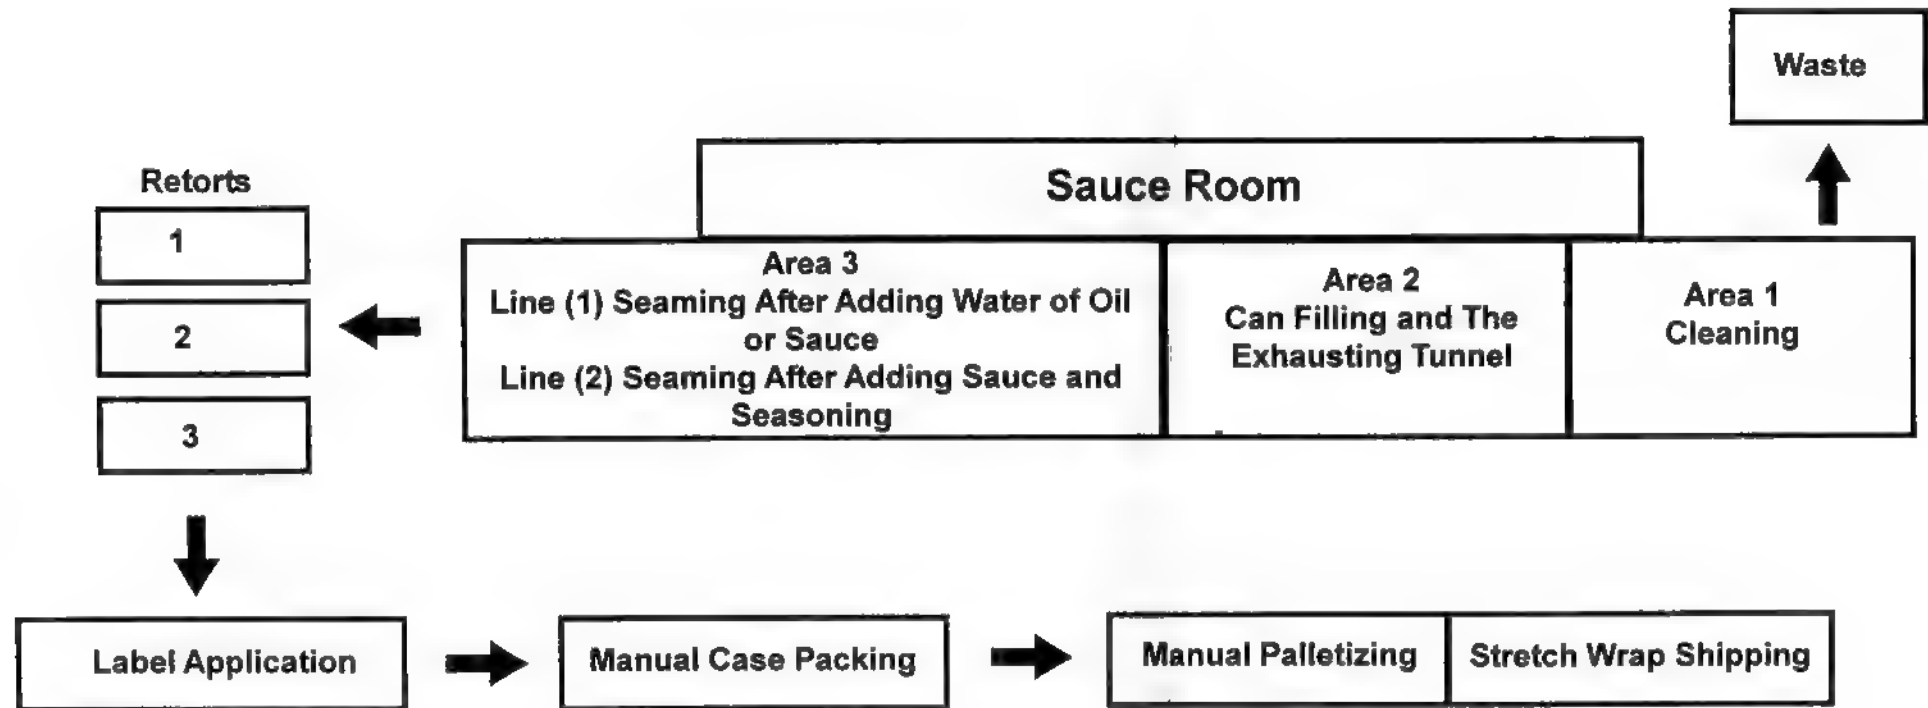 Waste
Sauce Room
Retorts
1
2
3
Area 3
Line (1) Seaming After Adding Water of Oil
or Sauce
Line (2) Seaming After Adding Sauce and
Seasoning
Area 2
Can Filling and The
Exhausting Tunnel
Area 1
Cleaning
Label Application
Manual Case Packing
Manual Palletizing
Stretch Wrap Shipping